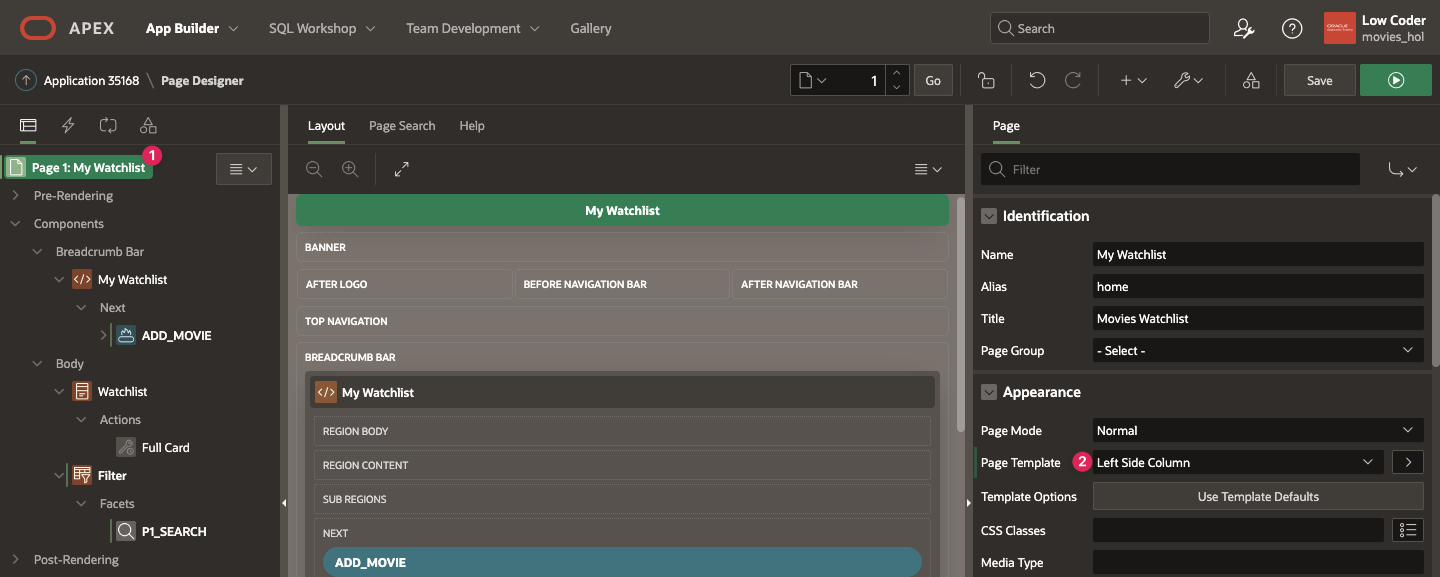 APEX App Builder SQL Workshop Team Development Gallery Search Low Coder
movies_hol
Application 35168 \ Page Designer 1 Go Save
Layout Page Search Help Page
Page 1: My Watchlist 1
Filter
Pre-Rendering
Components
Breadcrumb Bar
My Watchlist
Next
ADD_MOVIE
Body
Watchlist
Actions
Full Card
Filter
Facets
P1_SEARCH
Post-Rendering
My Watchlist
BANNER
AFTER LOGO BEFORE NAVIGATION BAR AFTER NAVIGATION BAR
TOP NAVIGATION
BREADCRUMB BAR
My Watchlist
REGION BODY
REGION CONTENT
SUB REGIONS
NEXT
ADD_MOVIE
Identification
Name My Watchlist
Alias home
Title Movies Watchlist
Page Group - Select -
Appearance
Page Mode Normal
Page Template 2 Left Side Column
Template Options Use Template Defaults
CSS Classes
Media Type